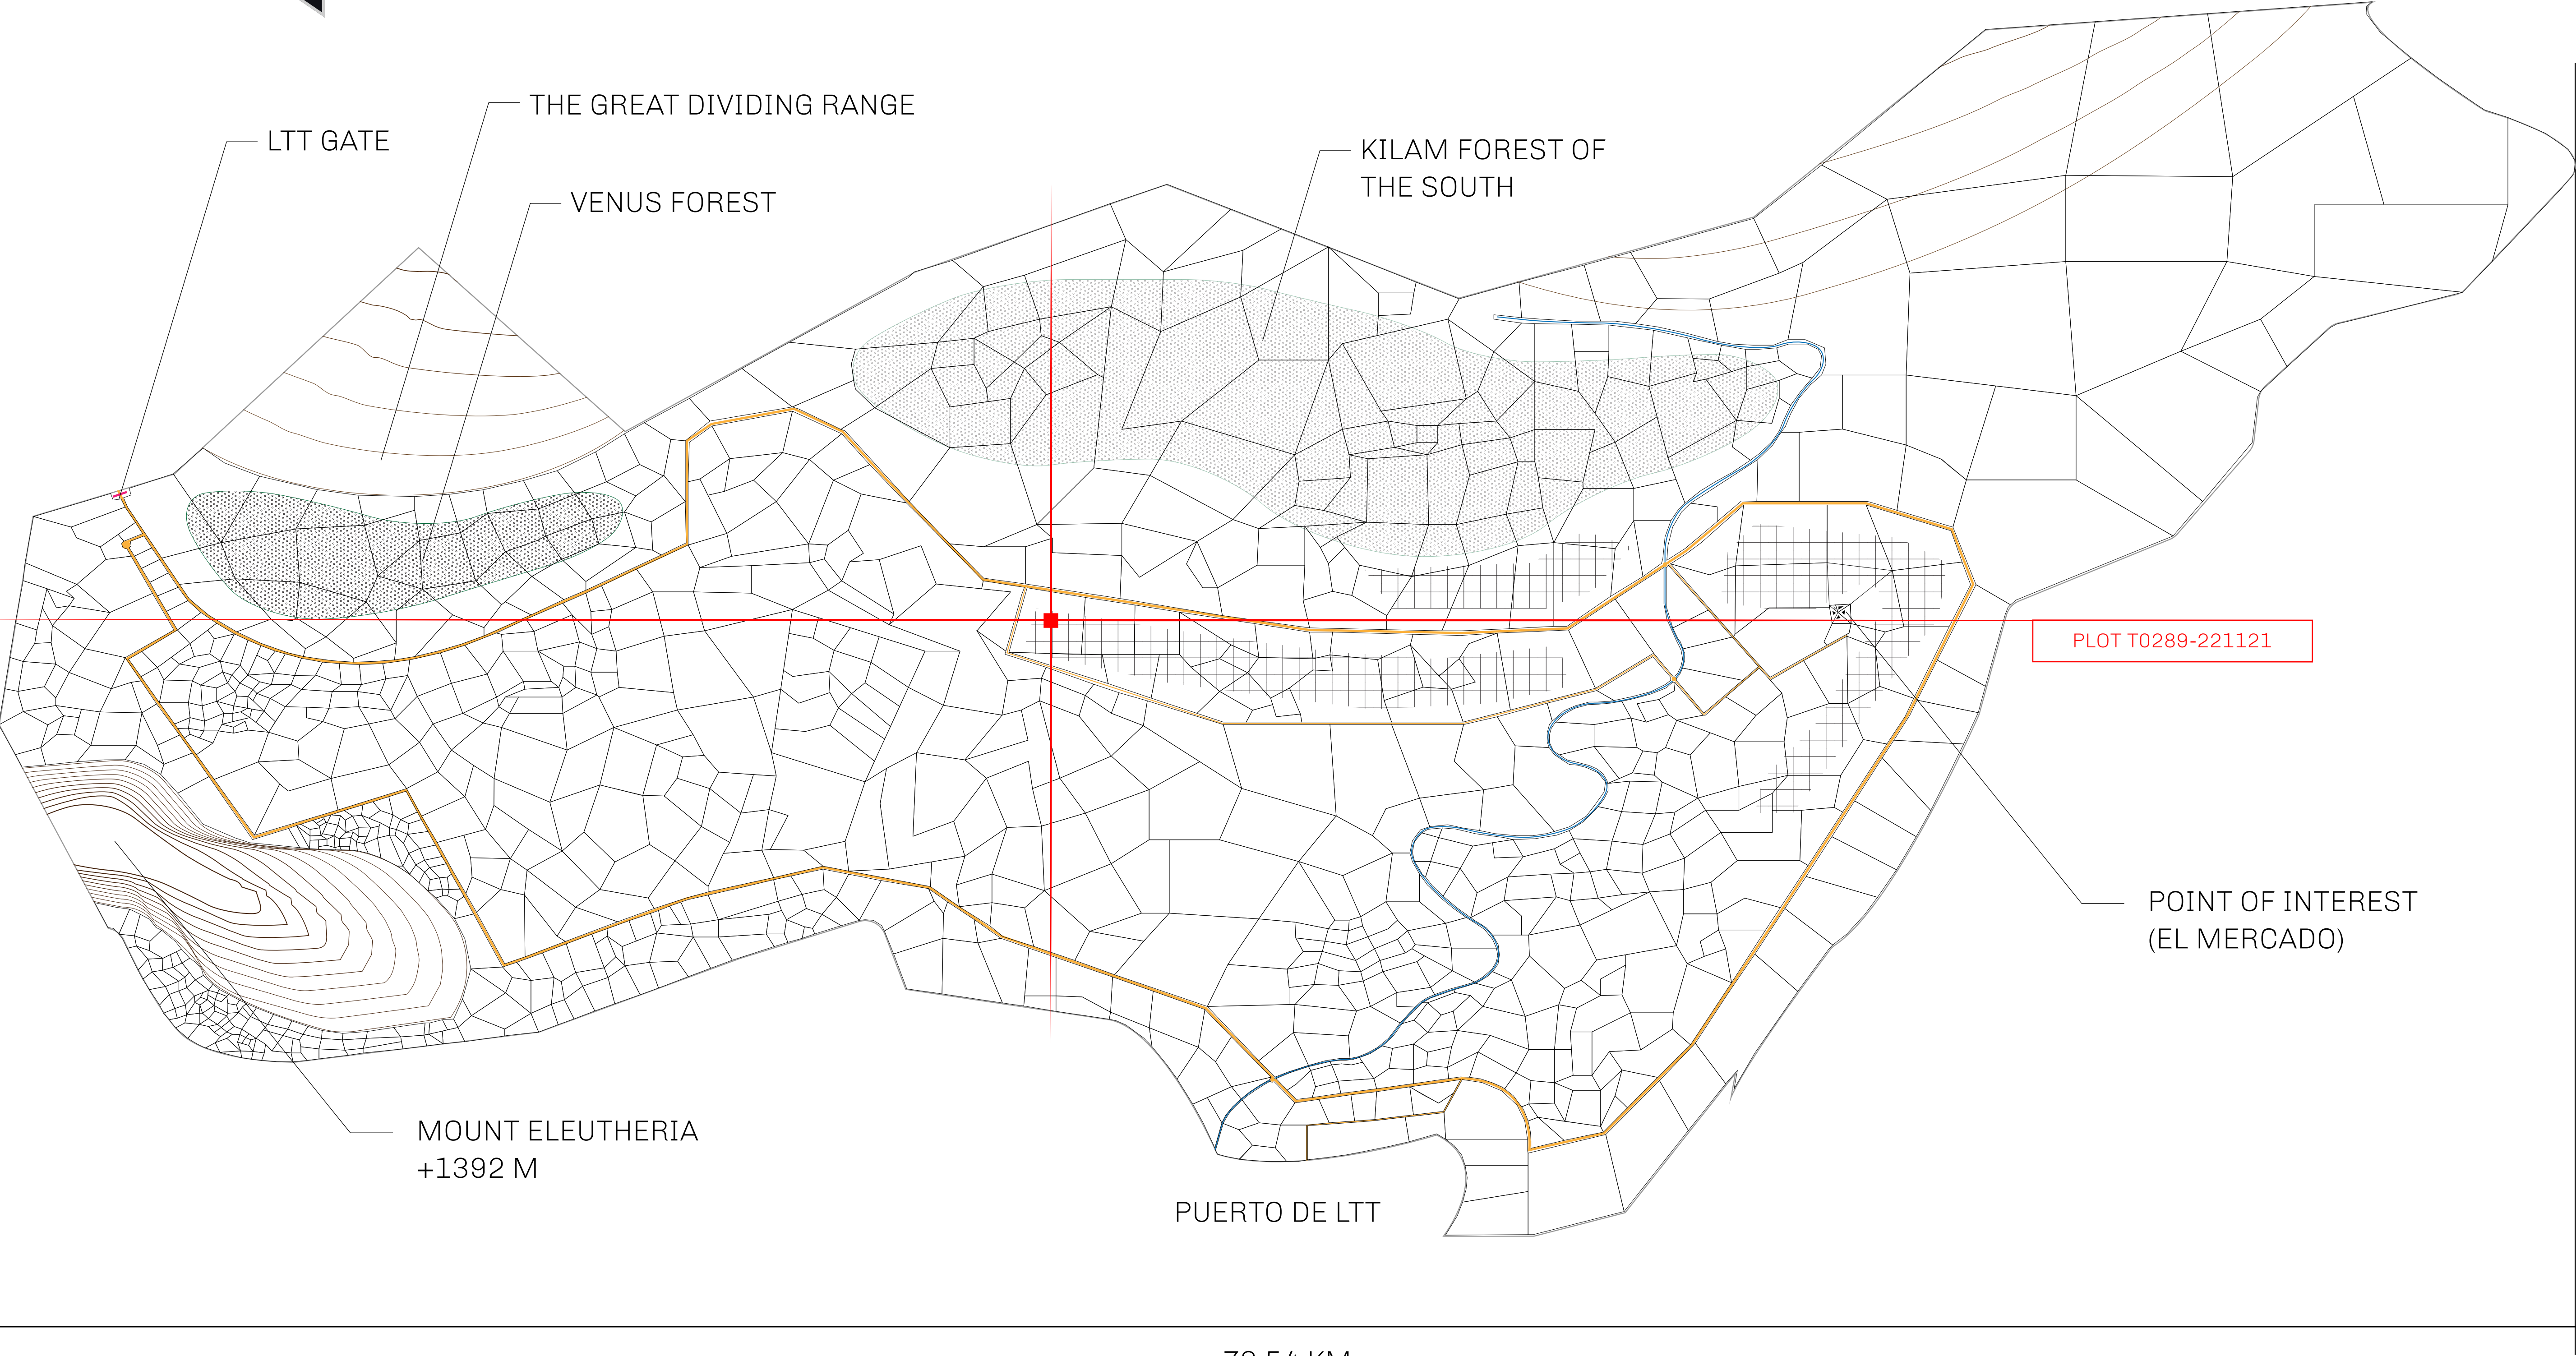 THE GREAT DIVIDING RANGE
LTT GATE
KILAM FOREST OF
THE SOUTH
VENUS FOREST
PLOT T0289-221121
POINT OF INTEREST
(EL MERCADO)
MOUNT ELEUTHERIA
+1392 M
PUERTO DE LTT